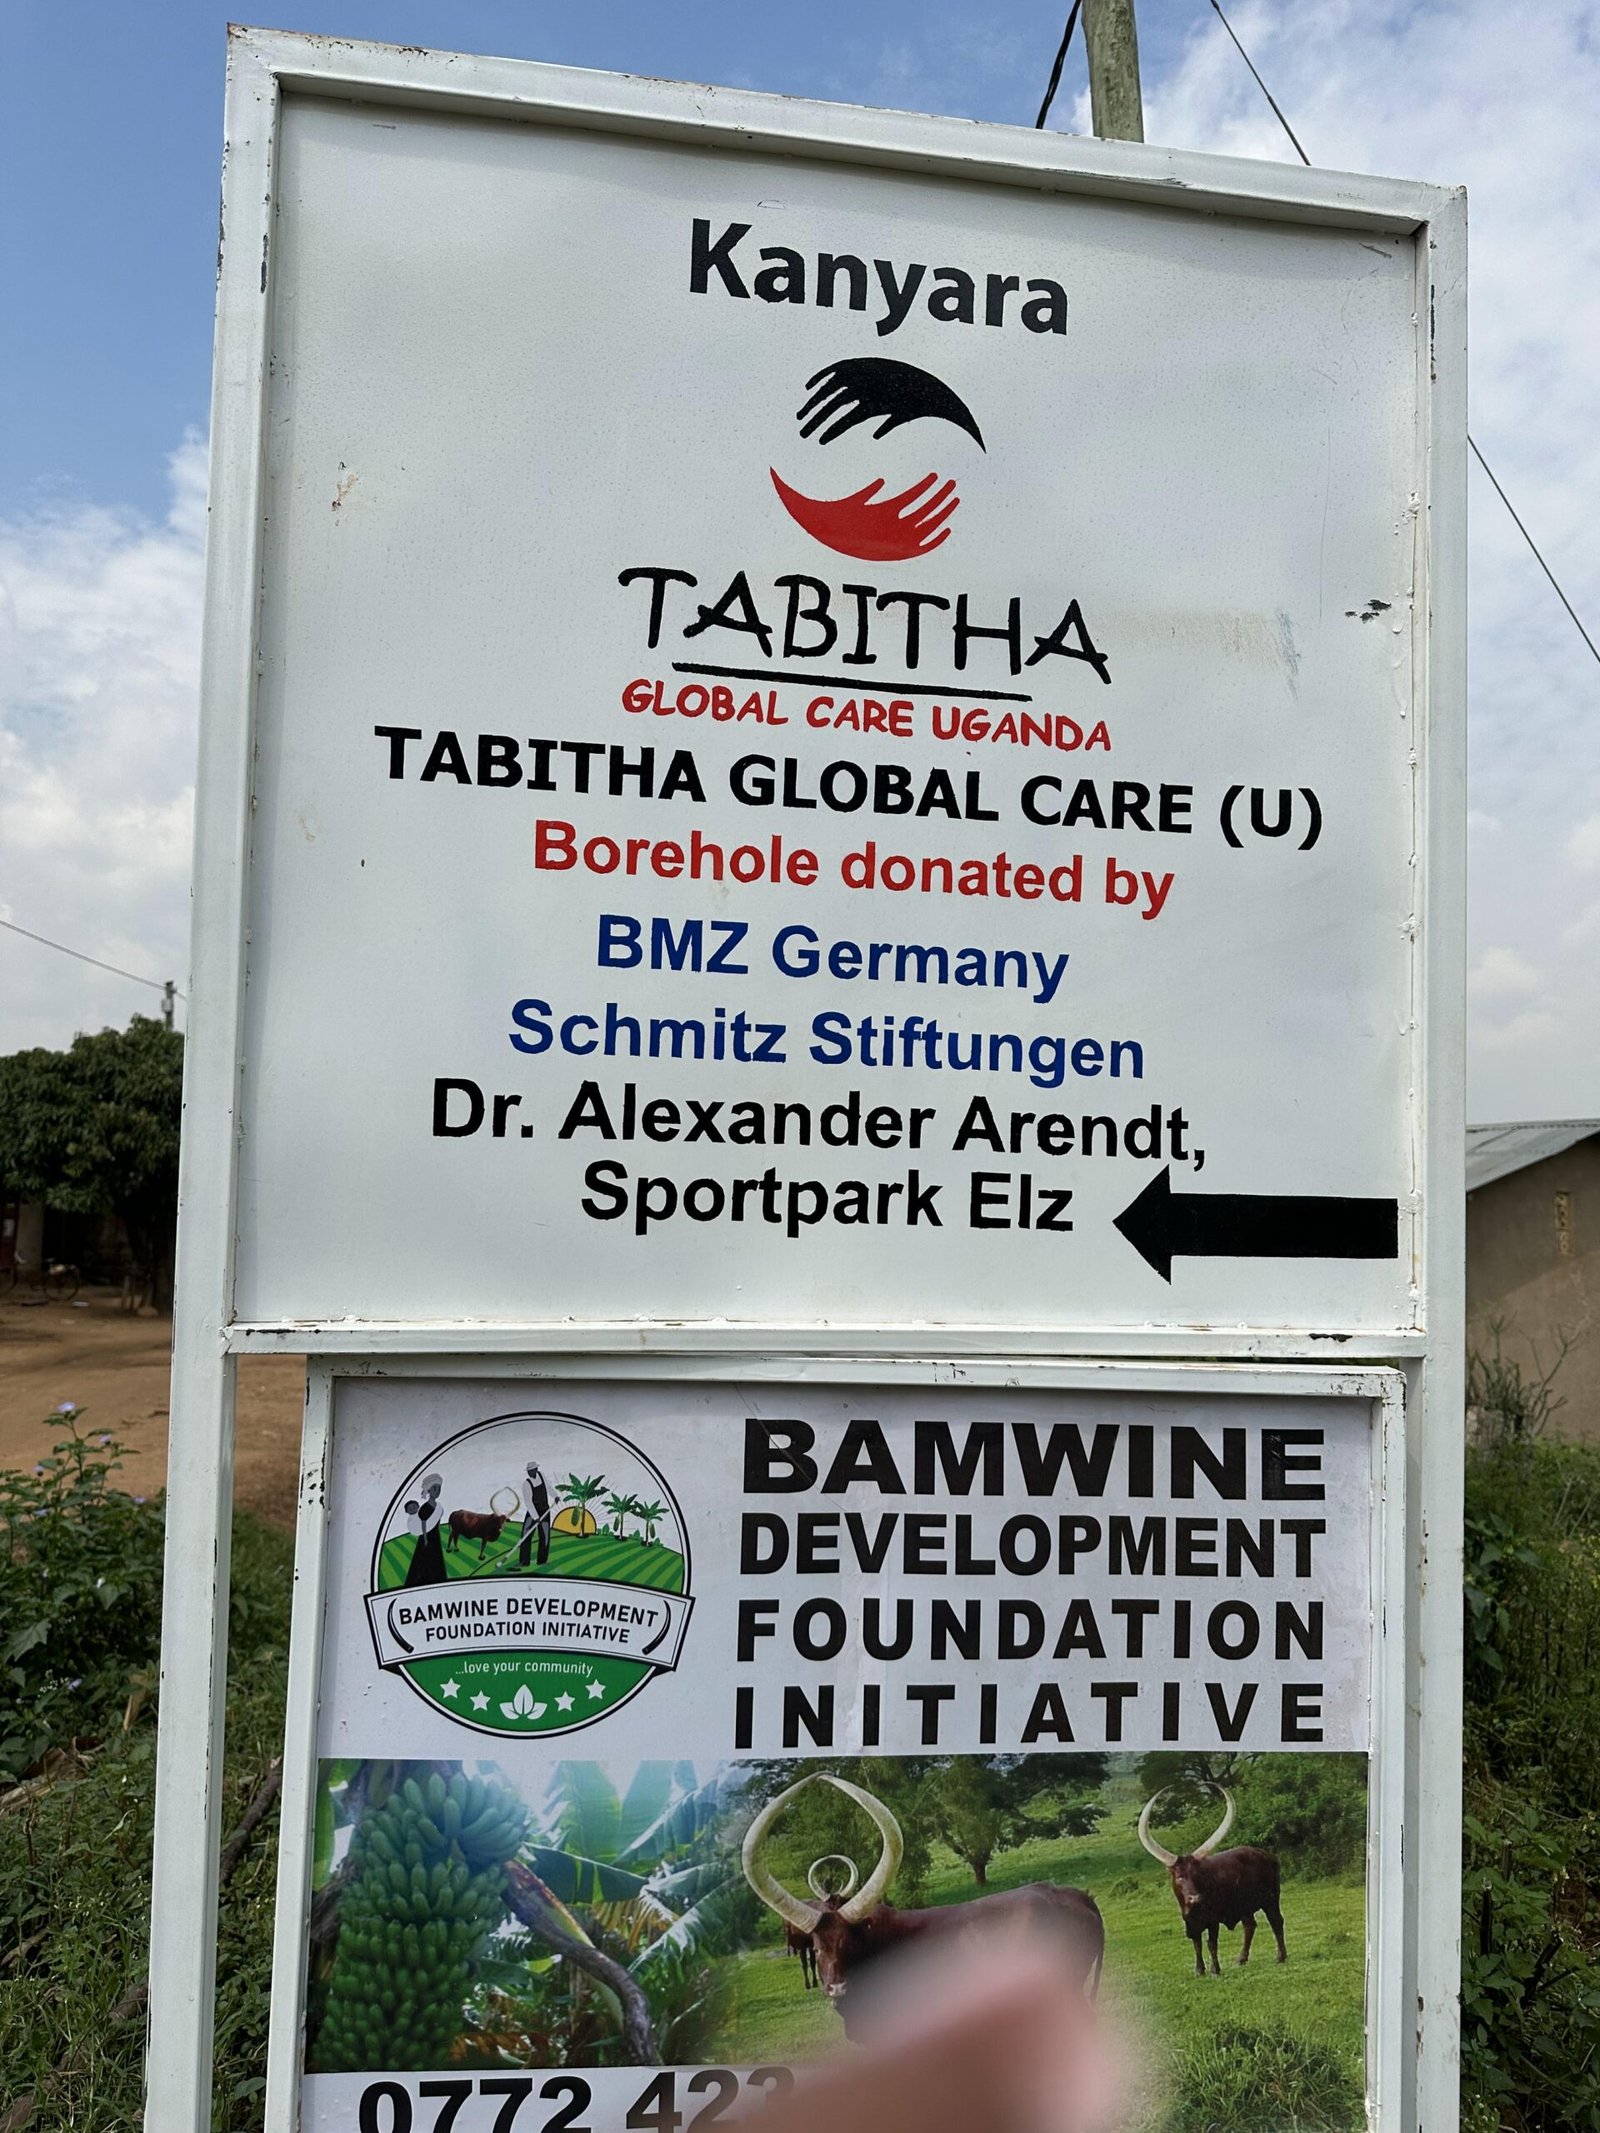 Kanyara
TABITHA
GLOBAL CARE UGANDA
TABITHA GLOBAL CARE (U)
Borehole donated by
BMZ Germany
Schmitz Stiftungen
Dr. Alexander Arendt,
Sportpark Elz
BAMWINE DEVELOPMENT
FOUNDATION INITIATIVE
...love your community
BAMWINE
DEVELOPMENT
FOUNDATION
INITIATIVE
0772 423